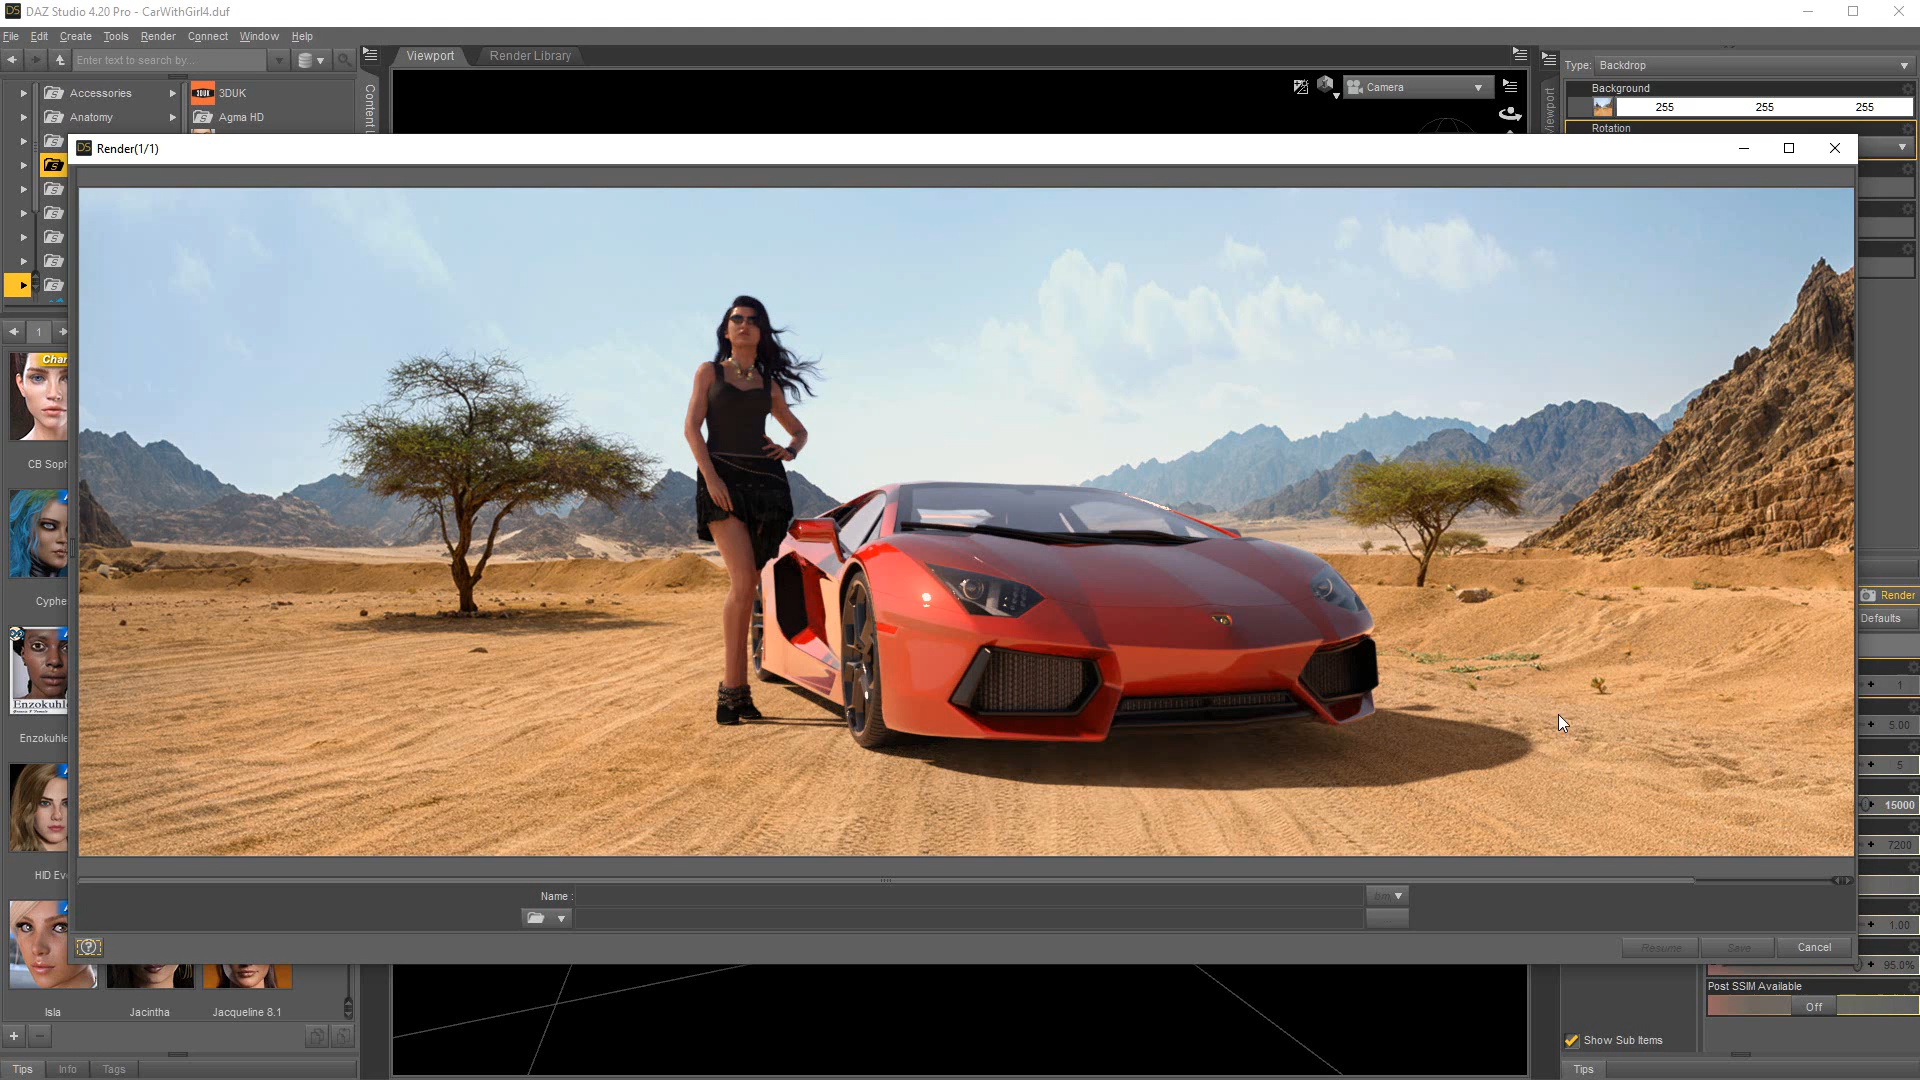 DAZ Studio 4.20 Pro - CarWithGirl4.duf
File Edit Create Tools Render Connect Window Help
Enter text to search by...
Viewport
Render Library
Type: Backdrop
Accessories
3DUK
Content L
Camera
Viewport
Background
255 255 255
Anatomy
Agma HD
Rotation
Render(1/1)
1
Char
CB Soph
Render
Cyphe
Defaults
1
Enzokuhle
5.00
Enzokuhle
5
15000
7200
HID Ev
Name :
1.00
Resume
Save
Cancel
95.0%
Post SSIM Available
Off
Isla
Jacintha
Jacqueline 8.1
Show Sub Items
Tips
Info
Tags
Tips